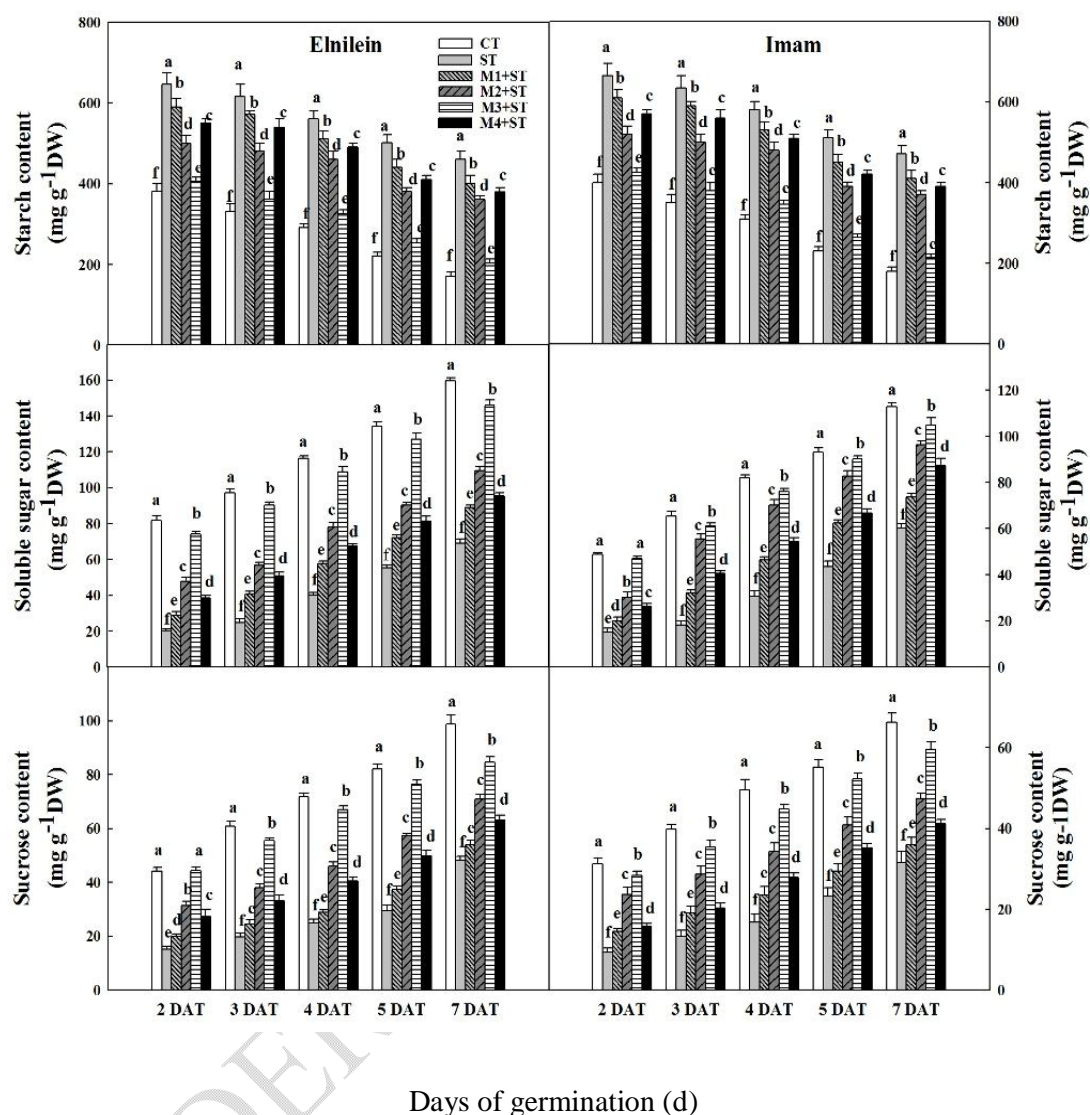 Elnilein
Imam
CT
ST
M1+ST
M2+ST
M3+ST
M4+ST
Starch content
(mg g-1DW)
800
600
400
200
0
a b d e c f
a b d e c f
a b d e c f
a b d e c f
a b d e c f
Starch content
(mg g-1DW)
800
600
400
200
0
a b d e c f
a b d e c f
a b d e c f
a b d e c f
a b d e c f
Soluble sugar content
(mg g-1DW)
160
140
120
100
80
60
40
20
0
a f e c b d
a f e c b d
a f e c b d
a f e c b d
a f e c b d
Soluble sugar content
(mg g-1DW)
120
100
80
60
40
20
0
a e d b a c
a f e c b d
a f e c b d
a f e c b d
a f e c b d
Sucrose content
(mg g-1DW)
100
80
60
40
20
0
a e d b a c
a f e c b d
a f e c b d
a f e c b d
a f e c b d
Sucrose content
(mg g-1DW)
60
40
20
0
a f e c b d
a f e c b d
a f e c b d
a f e c b d
a f e c b d
2 DAT 3 DAT 4 DAT 5 DAT 7 DAT
2 DAT 3 DAT 4 DAT 5 DAT 7 DAT
Days of germination (d)